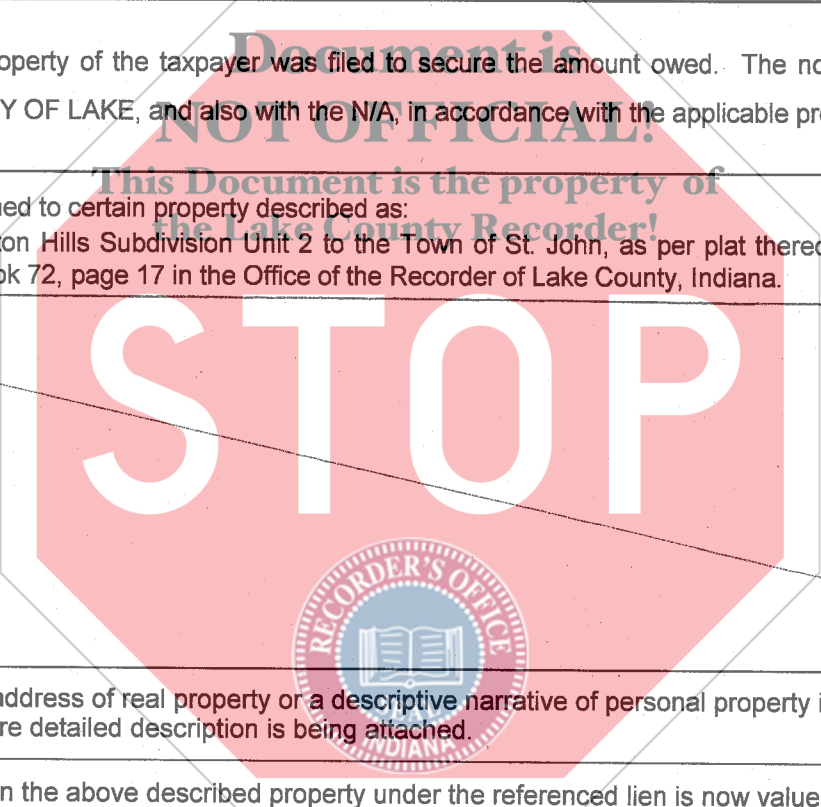 Document is
operty of the taxpayer was filed to secure the amount owed. The no
NOT OFFICIAL!
Y OF LAKE, and also with the N/A, in accordance with the applicable pro
This Document is the property of
ed to certain property described as:
the Lake County Recorder!
on Hills Subdivision Unit 2 to the Town of St. John, as per plat thereo
ok 72, page 17 in the Office of the Recorder of Lake County, Indiana.
STOP
RECORDER'S OFFICE
INDIANA
address of real property or a descriptive narrative of personal property i
re detailed description is being attached.
n the above described property under the referenced lien is now value